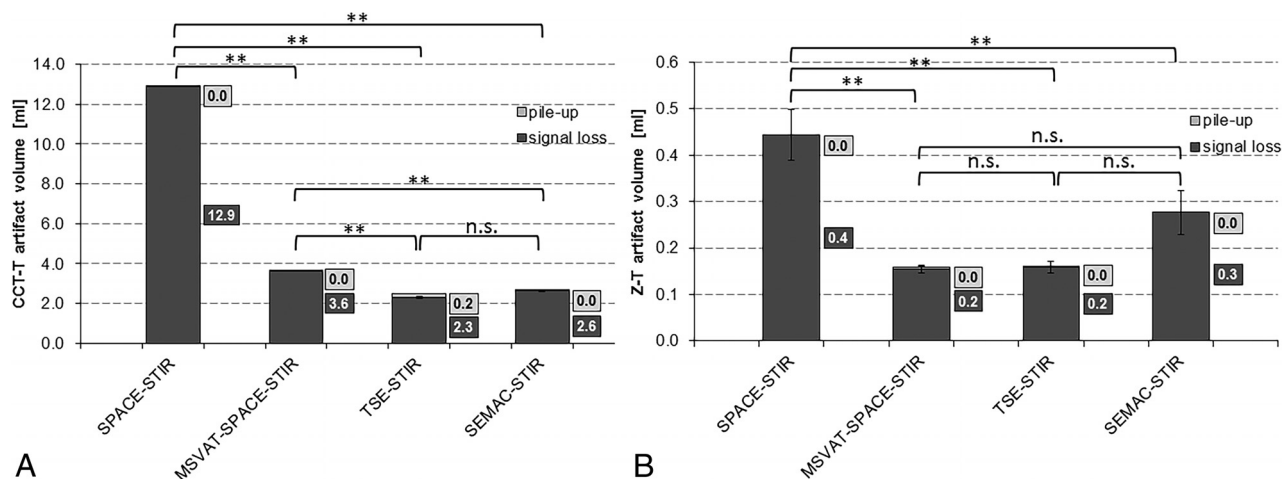 **
**
**
14.0
12.0
10.0
8.0
6.0
4.0
2.0
0.0
CCT-T artifact volume [ml]
pile-up
signal loss
0.0
12.9
**
**
n.s.
0.0
3.6
0.2
2.3
0.0
2.6
SPACE-STIR
MSVAT-SPACE-STIR
TSE-STIR
SEMAC-STIR
A
**
**
**
0.6
0.5
0.4
0.3
0.2
0.1
0.0
Z-T artifact volume [ml]
pile-up
signal loss
0.0
0.4
n.s.
n.s.
n.s.
0.0
0.2
0.0
0.2
0.0
0.3
SPACE-STIR
MSVAT-SPACE-STIR
TSE-STIR
SEMAC-STIR
B